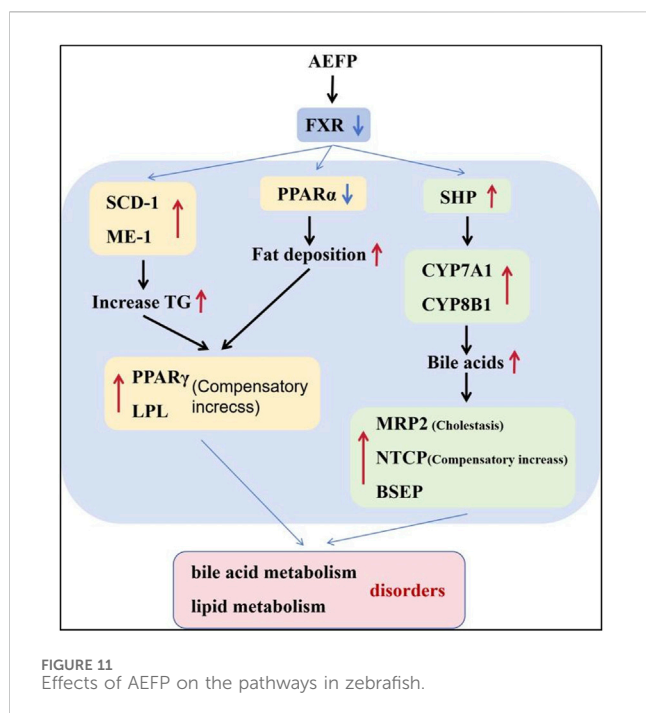 AEFP
FXR
SCD-1
ME-1
PPARα
SHP
Fat deposition
CYP7A1
CYP8B1
Increase TG
Bile acids
PPARγ (Compensatory
increcss)
LPL
MRP2 (Cholestasis)
NTCP(Compensatory increass)
BSEP
bile acid metabolism
lipid metabolism
disorders
FIGURE 11
Effects of AEFP on the pathways in zebrafish.